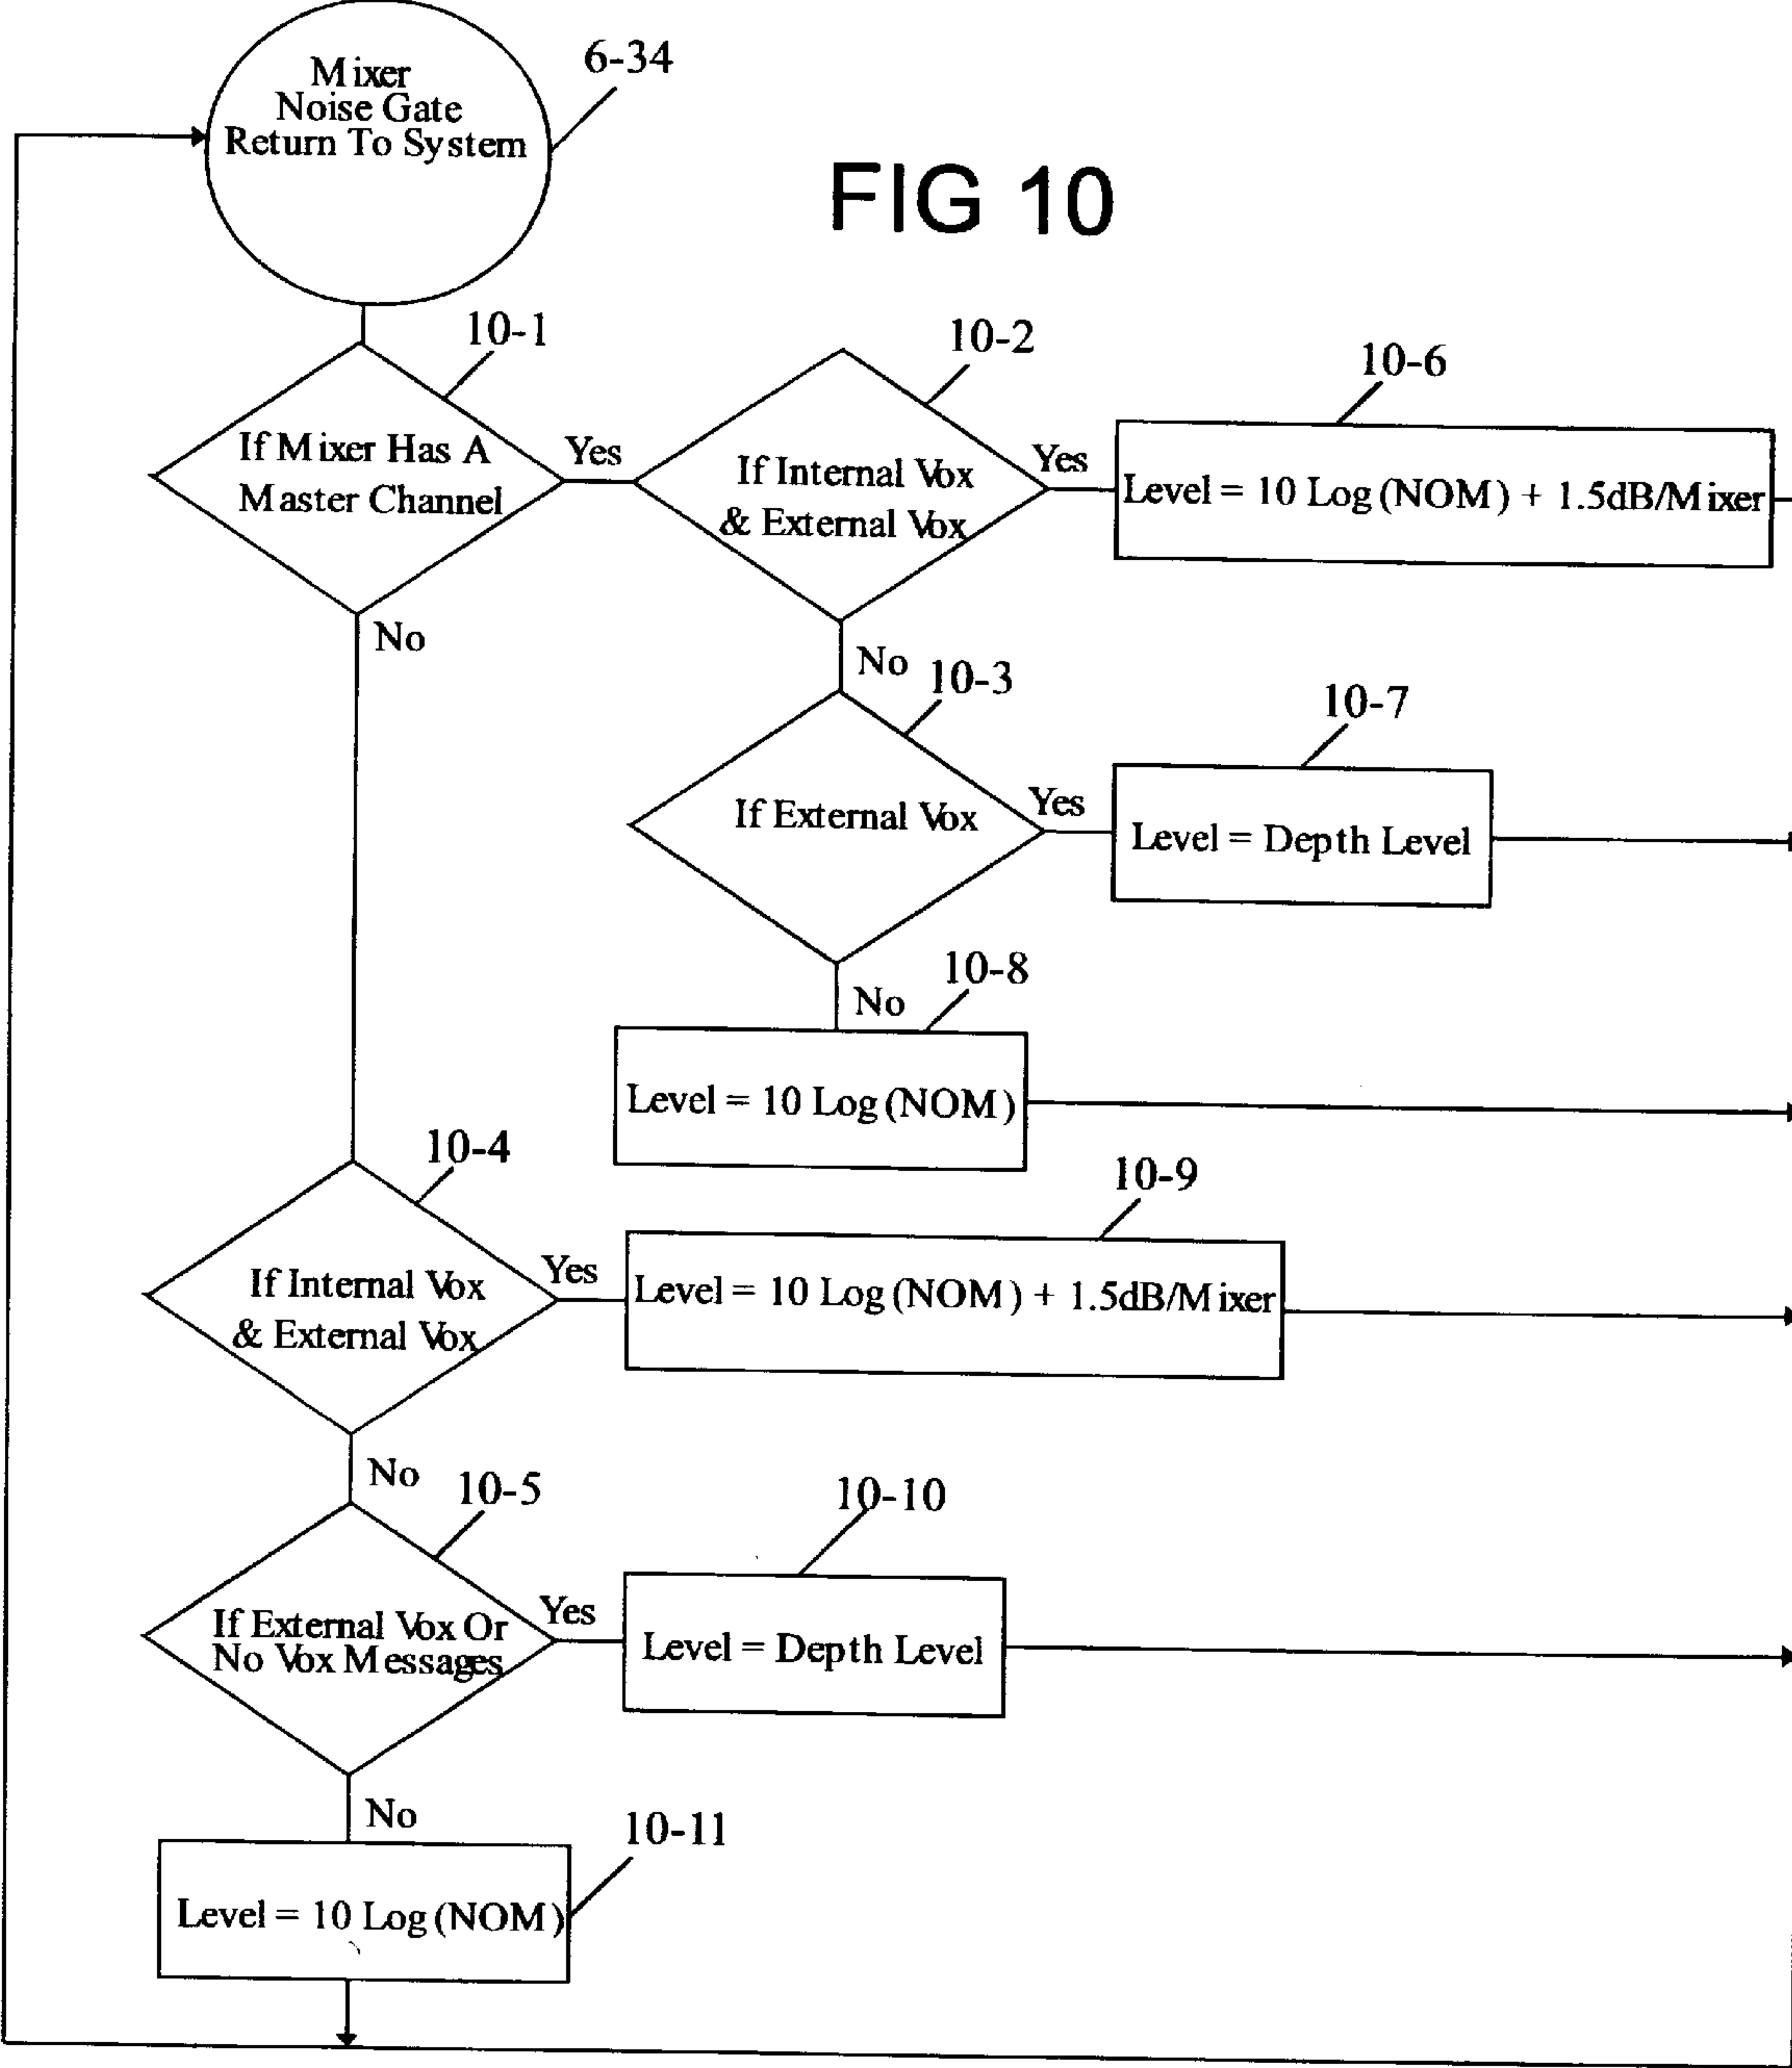 Mixer
Noise Gate
Return To System
6-34
FIG 10
10-1
If Mixer Has A
Master Channel
Yes
No
10-2
If Internal Vox
& External Vox
Yes
No
10-6
Level = 10 Log (NOM) + 1.5dB/Mixer
10-3
If External Vox
Yes
No
10-7
Level = Depth Level
10-8
Level = 10 Log (NOM)
10-4
If Internal Vox
& External Vox
Yes
No
10-9
Level = 10 Log (NOM) + 1.5dB/Mixer
10-5
If External Vox Or
No Vox Messages
Yes
No
10-10
Level = Depth Level
10-11
Level = 10 Log (NOM)